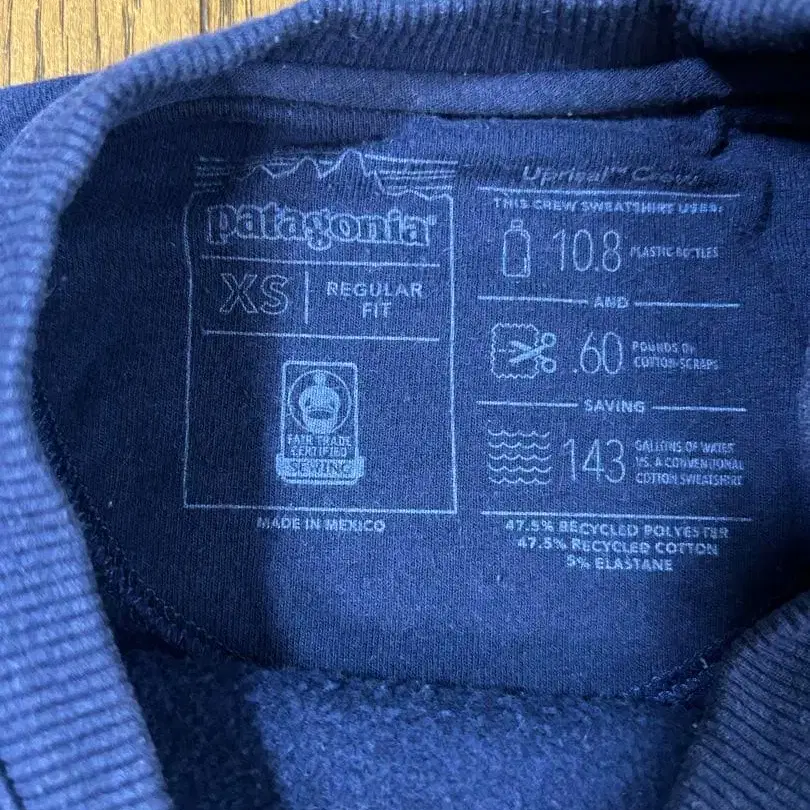 patagonia®
XS
REGULAR
FIT
FAIR TRADE
CERTIFIED
SEWING
MADE IN MEXICO
Uprisal™ Crew
THIS CREW SWEATSHIRT USES:
10.8 PLASTIC BOTTLES
AND
.60 POUNDS OF
COTTON SCRAPS
SAVING
143 GALLONS OF WATER
VS. A CONVENTIONAL
COTTON SWEATSHIRT
47.5% RECYCLED POLYESTER
47.5% RECYCLED COTTON
5% ELASTANE